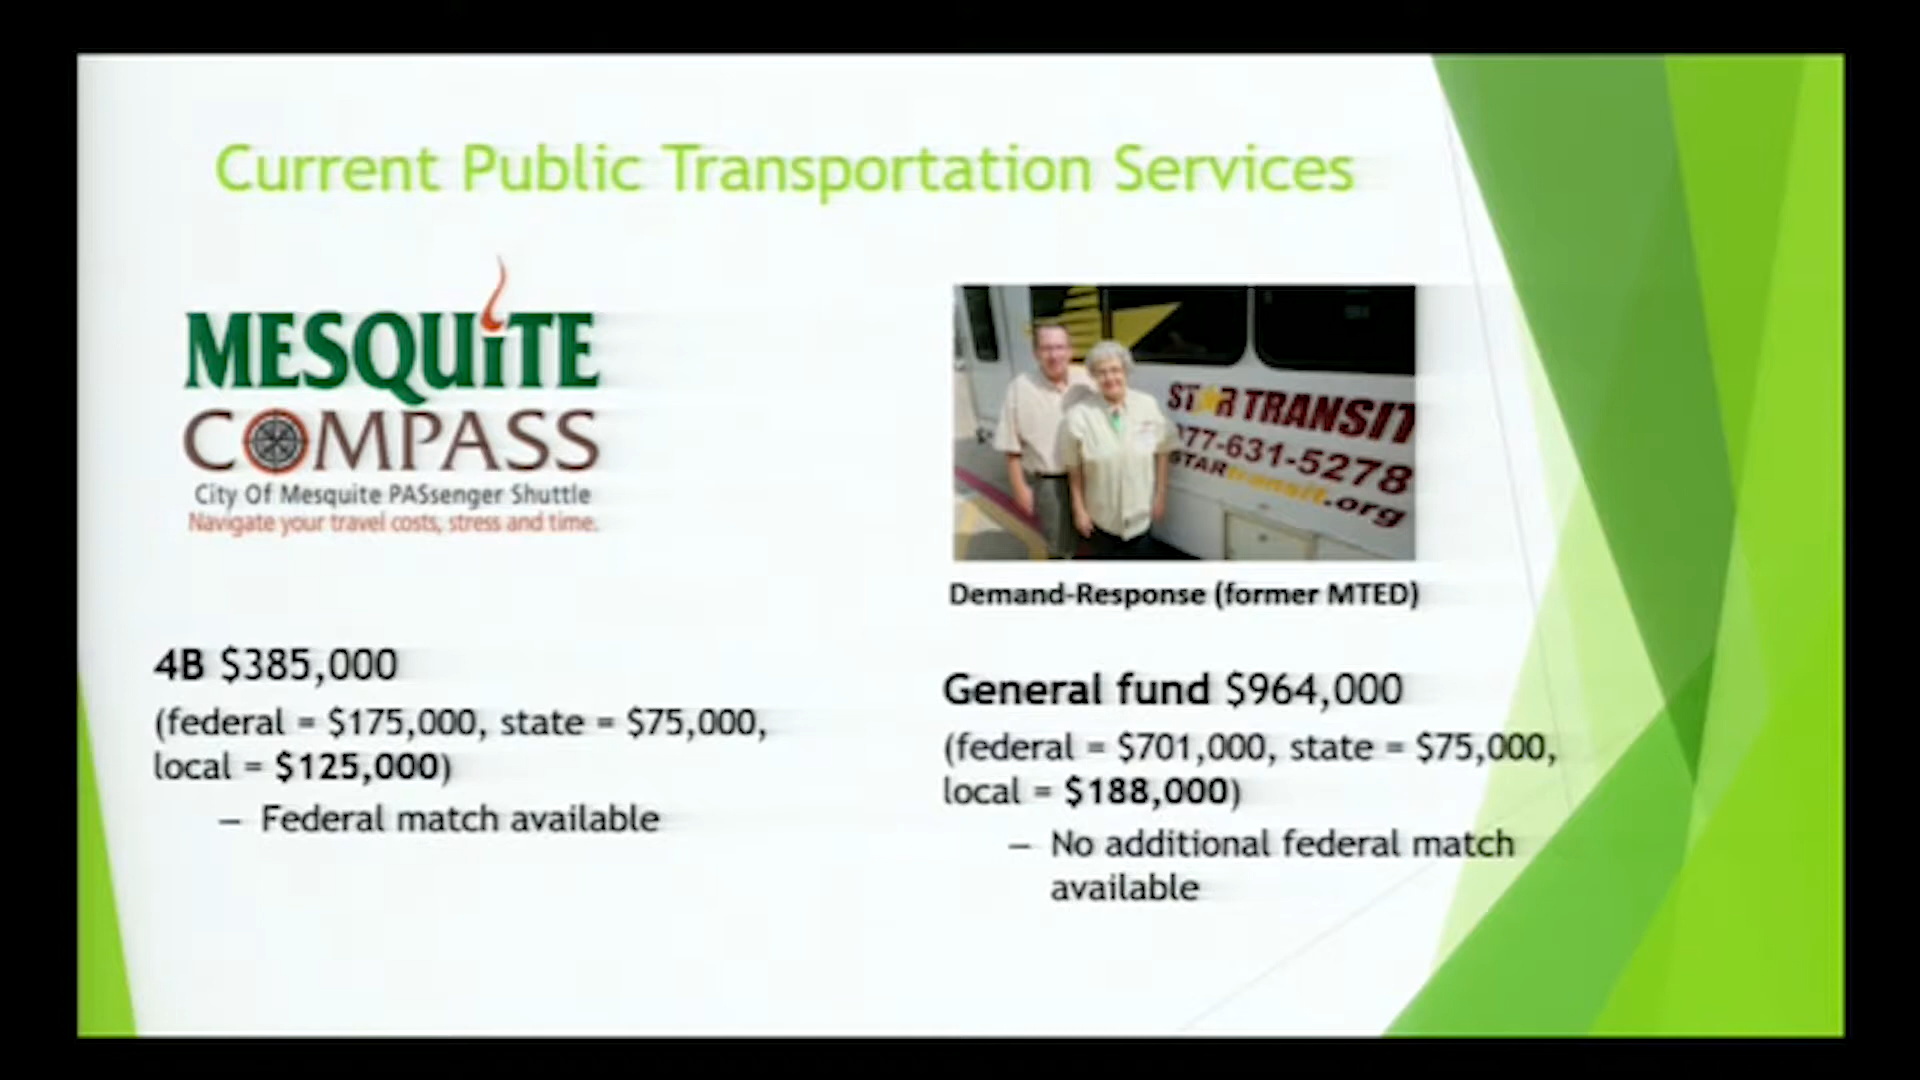 Current Public Transportation Services
MESQUiTE
COMPASS
City Of Mesquite PASsenger Shuttle
Navigate your travel costs, stress and time.
4B $385,000
(federal = $175,000, state = $75,000,
local = $125,000)
– Federal match available
STAR TRANSIT
77-631-5278
STARtransit.org
Demand-Response (former MTED)
General fund $964,000
(federal = $701,000, state = $75,000,
local = $188,000)
– No additional federal match
available